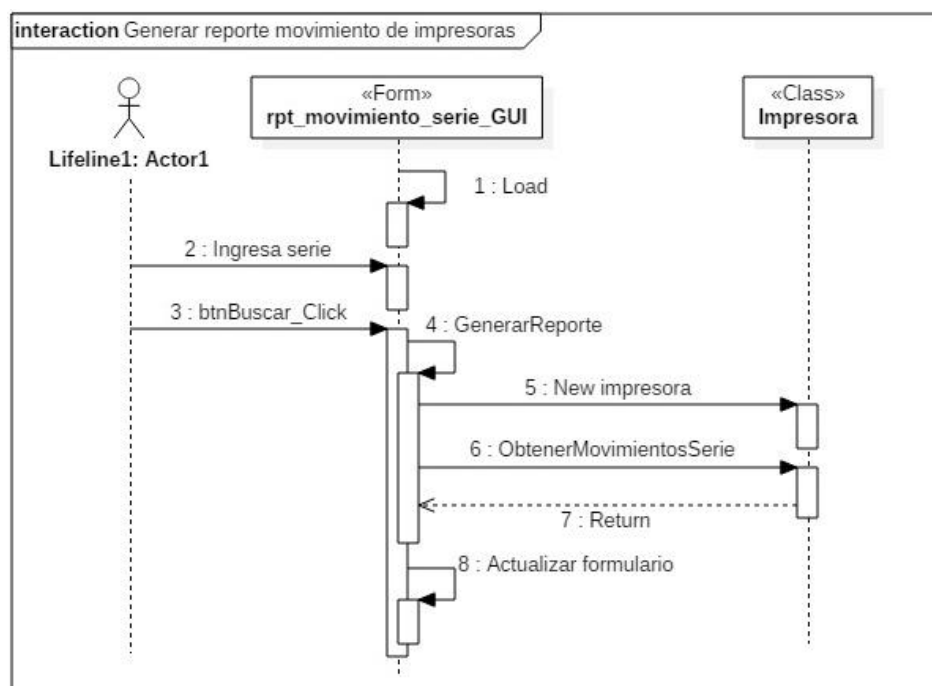 interaction Generar reporte movimiento de impresoras
«Form»
rpt_movimiento_serie_GUI
«Class»
Impresora
Lifeline1: Actor1
1 : Load
2 : Ingresa serie
3 : btnBuscar_Click
4 : GenerarReporte
5 : New impresora
6 : ObtenerMovimientosSerie
7 : Return
8 : Actualizar formulario